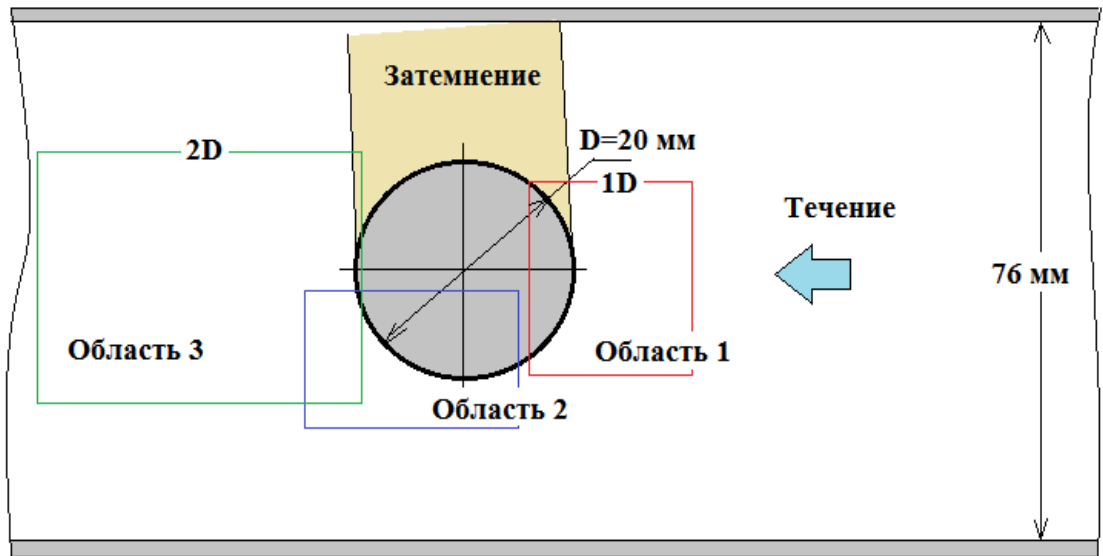 Затемнение
2D
D=20 мм
1D
Течение
76 мм
Область 3
Область 1
Область 2